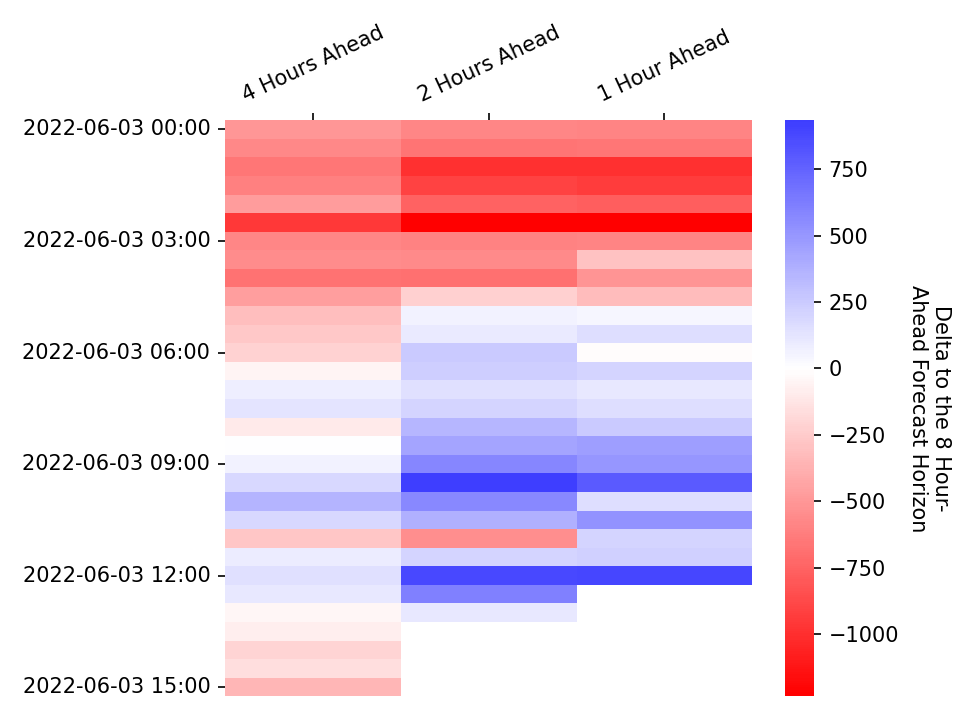 4 Hours Ahead
2 Hours Ahead
1 Hour Ahead
2022-06-03 00:00
2022-06-03 03:00
2022-06-03 06:00
2022-06-03 09:00
2022-06-03 12:00
2022-06-03 15:00
750
500
250
0
−250
−500
−750
−1000
Delta to the 8 Hour-
Ahead Forecast Horizon